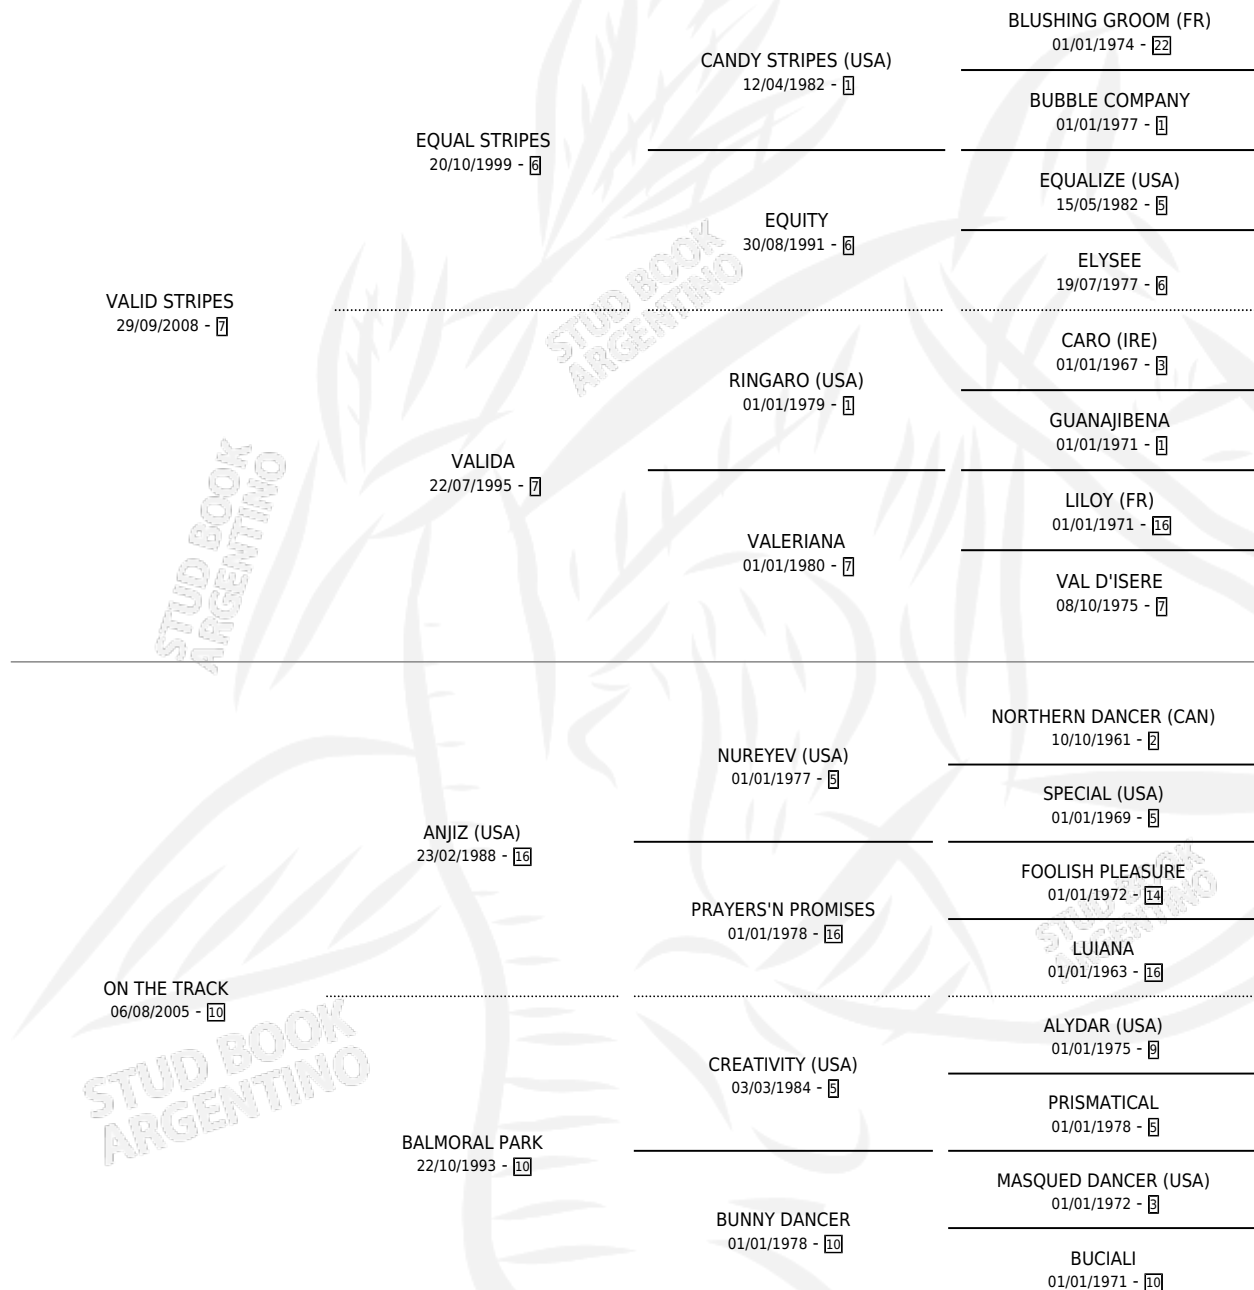 BLUSHING GROOM (FR)
01/01/1974 - 22
CANDY STRIPES (USA)
12/04/1982 - 1
BUBBLE COMPANY
01/01/1977 - 1
EQUAL STRIPES
20/10/1999 - 6
EQUALIZE (USA)
15/05/1982 - 5
EQUITY
30/08/1991 - 6
ELYSEE
19/07/1977 - 6
VALID STRIPES
29/09/2008 - 7
CARO (IRE)
01/01/1967 - 3
RINGARO (USA)
01/01/1979 - 1
GUANAJIBENA
01/01/1971 - 1
VALIDA
22/07/1995 - 7
LILOY (FR)
01/01/1971 - 16
VALERIANA
01/01/1980 - 7
VAL D'ISERE
08/10/1975 - 7
NORTHERN DANCER (CAN)
10/10/1961 - 2
NUREYEV (USA)
01/01/1977 - 5
SPECIAL (USA)
01/01/1969 - 5
ANJIZ (USA)
23/02/1988 - 16
FOOLISH PLEASURE
01/01/1972 - 14
PRAYERS'N PROMISES
01/01/1978 - 16
LUIANA
01/01/1963 - 16
ON THE TRACK
06/08/2005 - 10
ALYDAR (USA)
01/01/1975 - 9
CREATIVITY (USA)
03/03/1984 - 5
PRISMATICAL
01/01/1978 - 5
BALMORAL PARK
22/10/1993 - 10
MASQUED DANCER (USA)
01/01/1972 - 3
BUNNY DANCER
01/01/1978 - 10
BUCIALI
01/01/1971 - 10
STUD BOOK
ARGENTINO
STUD BOOK
ARGENTINO
STUD BOOK
ARGENTINO
STUD BOOK
ARGENTINO